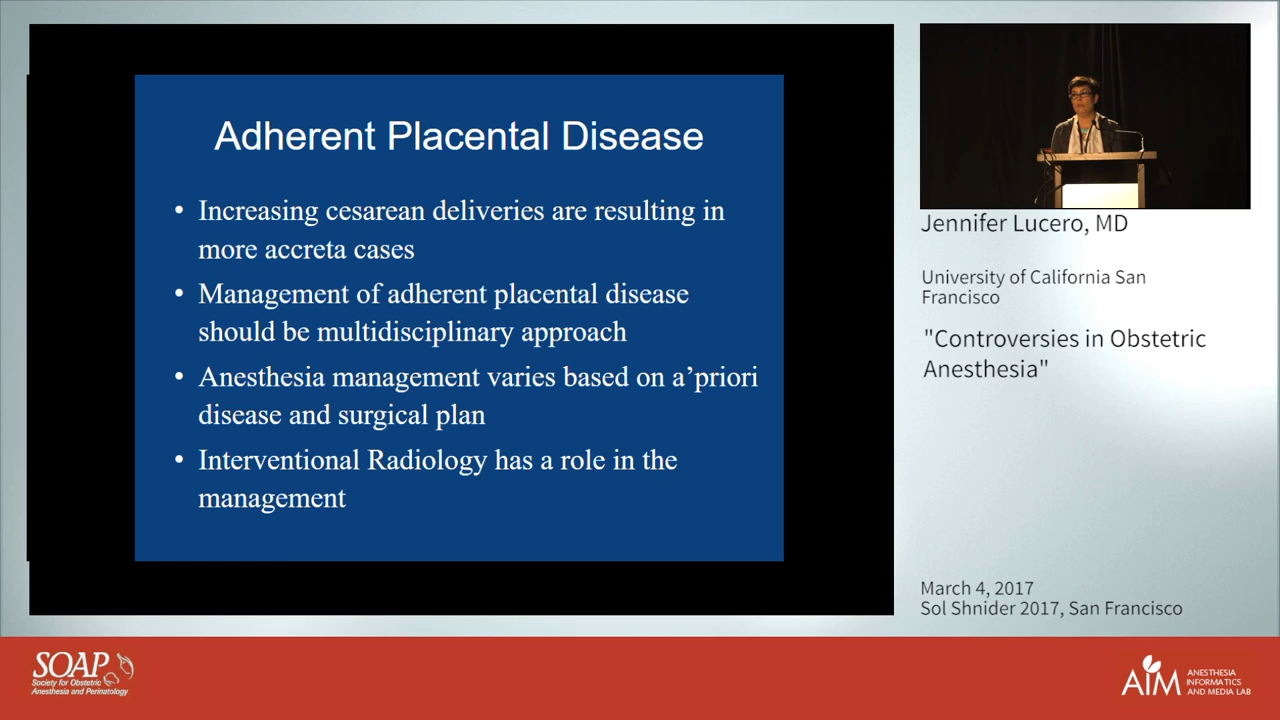 Adherent Placental Disease
• Increasing cesarean deliveries are resulting in
more accreta cases
• Management of adherent placental disease
should be multidisciplinary approach
• Anesthesia management varies based on a’priori
disease and surgical plan
• Interventional Radiology has a role in the
management
Jennifer Lucero, MD
University of California San
Francisco
"Controversies in Obstetric
Anesthesia"
March 4, 2017
Sol Shnider 2017, San Francisco
SOAP
Society for Obstetric
Anesthesia and Perinatology
AIM
ANESTHESIA
INFORMATICS
AND MEDIA LAB